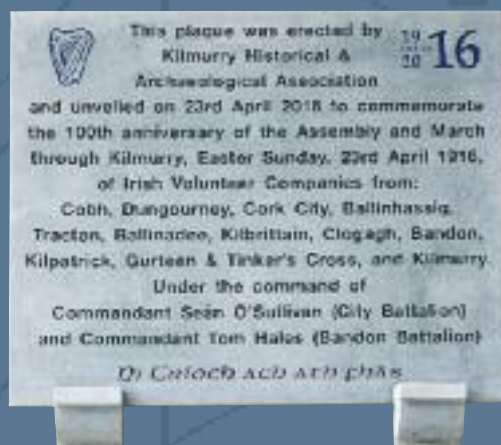 This plaque was erected by
Kilmurry Historical &
Archaeological Association
19
20 16
and unveiled on 23rd April 2016 to commemorate
the 100th anniversary of the Assembly and March
through Kilmurry, Easter Sunday, 23rd April 1916,
of Irish Volunteer Companies from:
Cobh, Dungourney, Cork City, Ballinhassig,
Tracton, Ballinadee, Kilbrittain, Clogagh, Bandon,
Kilpatrick, Gurteen & Tinker's Cross, and Kilmurry
Under the command of
Commandant Seán O'Sullivan (City Battalion)
and Commandant Tom Hales (Bandon Battalion)